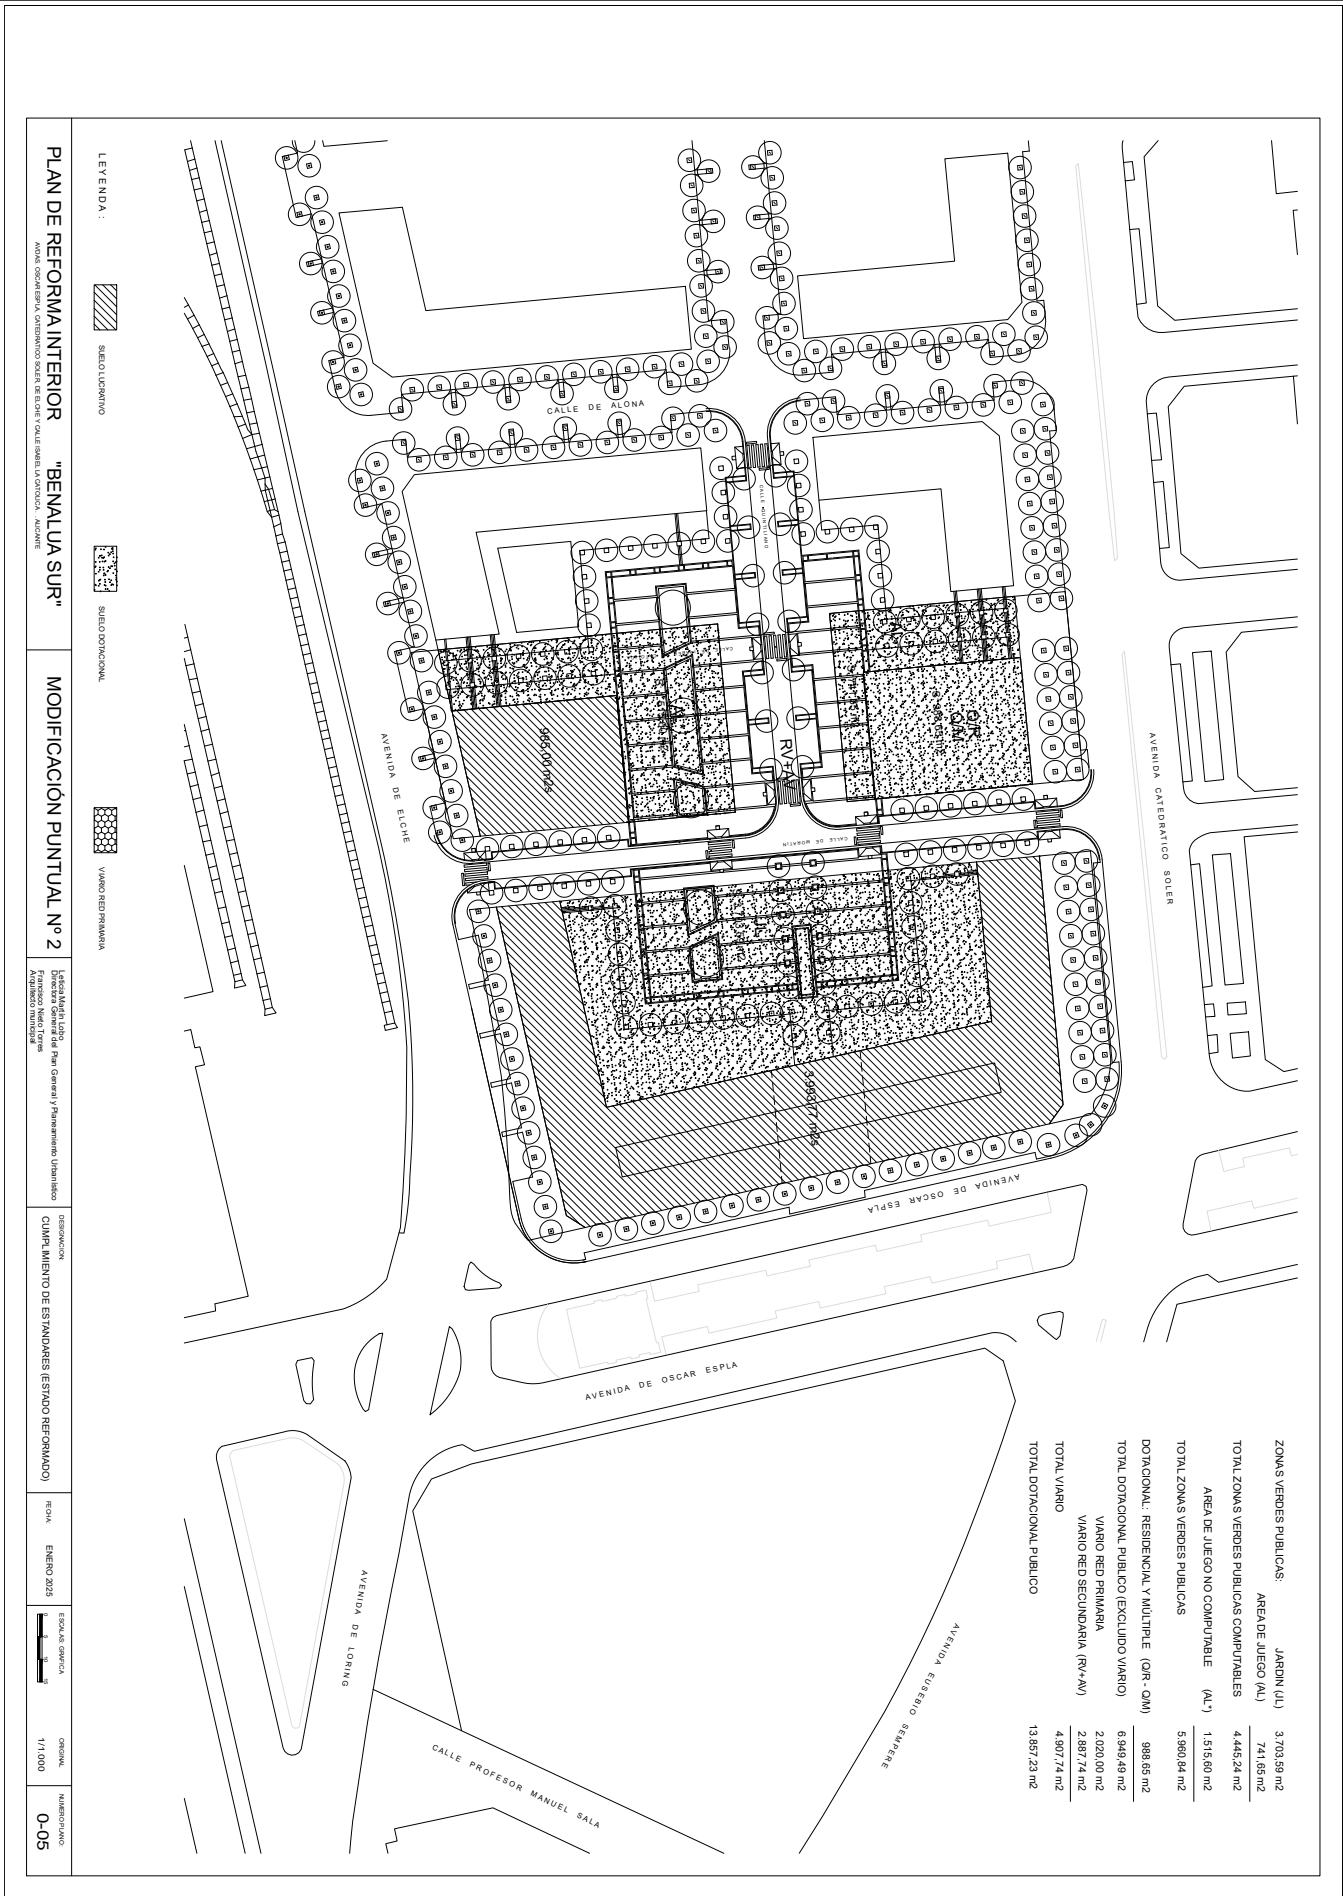 PLAN DE REFORMA INTERIOR "BENALUA SUR"
AVDAS. OSCAR ESPLA, CATEDRATICO SOLER, DE ELCHE Y CALLE ISABEL LA CATOLICA. . ALICANTE
MODIFICACIÓN PUNTUAL Nº 2
Leticia Martín Lobo
Directora General del Plan General y Planeamiento Urbanístico
Francisco Nieto Torres
Arquitecto municipal
DESIGNACION:
CUMPLIMIENTO DE ESTANDARES (ESTADO REFORMADO)
FECHA:
ENERO 2025
ESCALAS: GRAFICA
0 5 10 15
ORIGINAL
1/1.000
NUMERO PLANO:
0-05
LEYENDA :
SUELO LUCRATIVO
SUELO DOTACIONAL
VIARIO RED PRIMARIA
CALLE DE ALONA
CALLE QUINTILIANO
AVENIDA DE ELCHE
AVENIDA CATEDRATICO SOLER
CALLE DE MORATIN
RV+AV
Q/R
Q/M
965,00 m2s
3.993,77 m2s
JL
AVENIDA DE OSCAR ESPLA
AVENIDA DE OSCAR ESPLA
AVENIDA DE LORING
AVENIDA EUSEBIO SEMPERE
CALLE PROFESOR MANUEL SALA
ZONAS VERDES PUBLICAS: JARDIN (JL) 3.703,59 m2
AREA DE JUEGO (AL) 741,65 m2
TOTAL ZONAS VERDES PUBLICAS COMPUTABLES 4.445,24 m2
AREA DE JUEGO NO COMPUTABLE (AL*) 1.515,60 m2
TOTAL ZONAS VERDES PUBLICAS 5.960,84 m2
DOTACIONAL: RESIDENCIAL Y MÚLTIPLE (Q/R - Q/M) 988,65 m2
TOTAL DOTACIONAL PUBLICO (EXCLUIDO VIARIO) 6.949,49 m2
VIARIO RED PRIMARIA 2.020,00 m2
VIARIO RED SECUNDARIA (RV+AV) 2.887,74 m2
TOTAL VIARIO 4.907,74 m2
TOTAL DOTACIONAL PUBLICO 13.857,23 m2